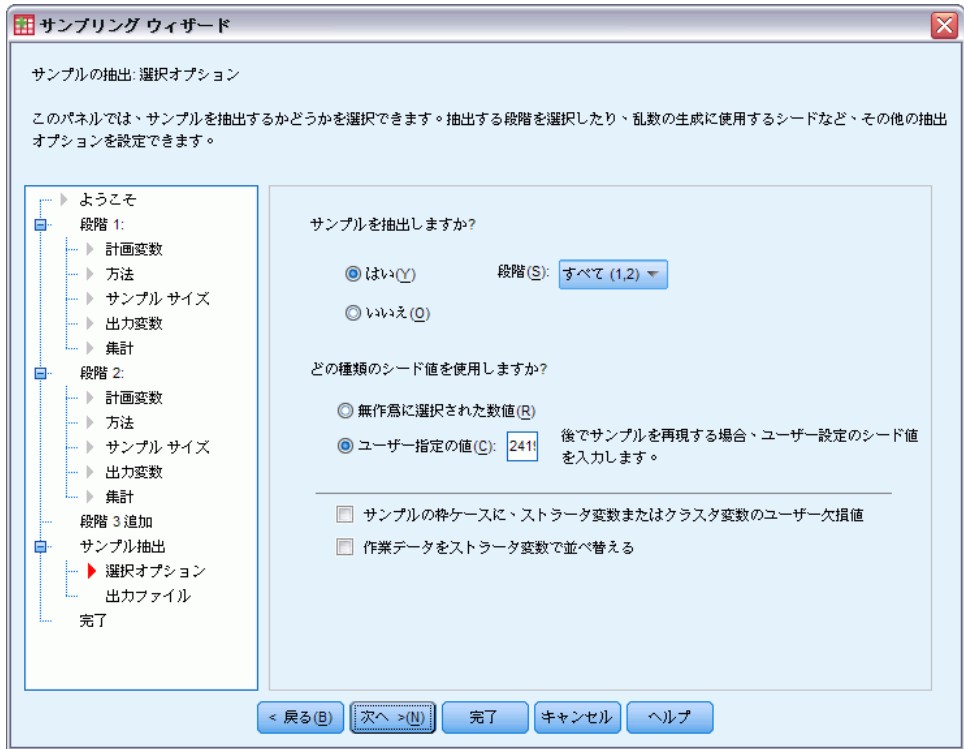 サンプリング ウィザード
サンプルの抽出: 選択オプション
このパネルでは、サンプルを抽出するかどうかを選択できます。抽出する段階を選択したり、乱数の生成に使用するシードなど、その他の抽出
オプションを設定できます。
ようこそ
段階 1:
計画変数
方法
サンプル サイズ
出力変数
集計
段階 2:
計画変数
方法
サンプル サイズ
出力変数
集計
段階 3 追加
サンプル抽出
選択オプション
出力ファイル
完了
サンプルを抽出しますか?
はい(Y) 段階(S): すべて (1,2)
いいえ(O)
どの種類のシード値を使用しますか?
無作為に選択された数値(R)
ユーザー指定の値(C): 241 後でサンプルを再現する場合、ユーザー設定のシード値
を入力します。
サンプルの枠ケースに、ストラータ変数またはクラスタ変数のユーザー欠損値
作業データをストラータ変数で並べ替える
< 戻る(B) 次へ >(N) 完了 キャンセル ヘルプ